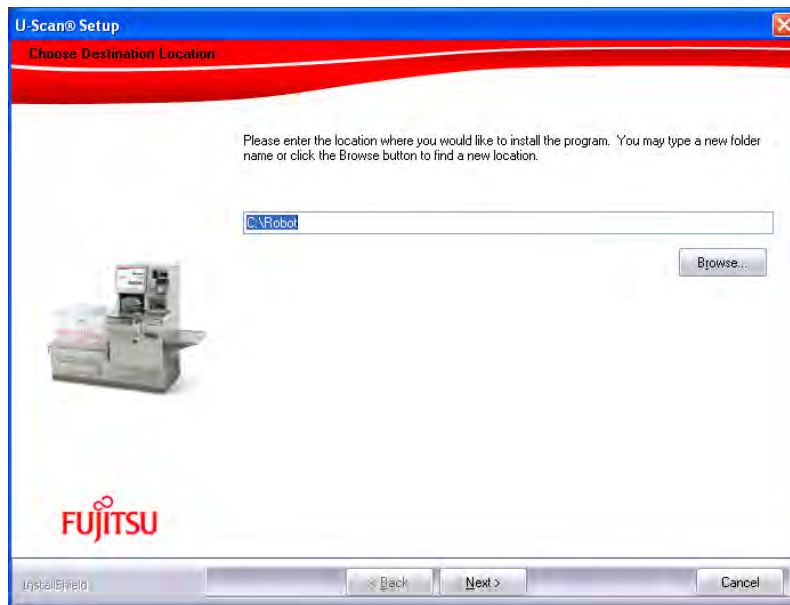 U-Scan® Setup
Choose Destination Location
Please enter the location where you would like to install the program. You may type a new folder
name or click the Browse button to find a new location.
C:\Robot
Browse...
FUJITSU
InstallShield
< Back
Next >
Cancel